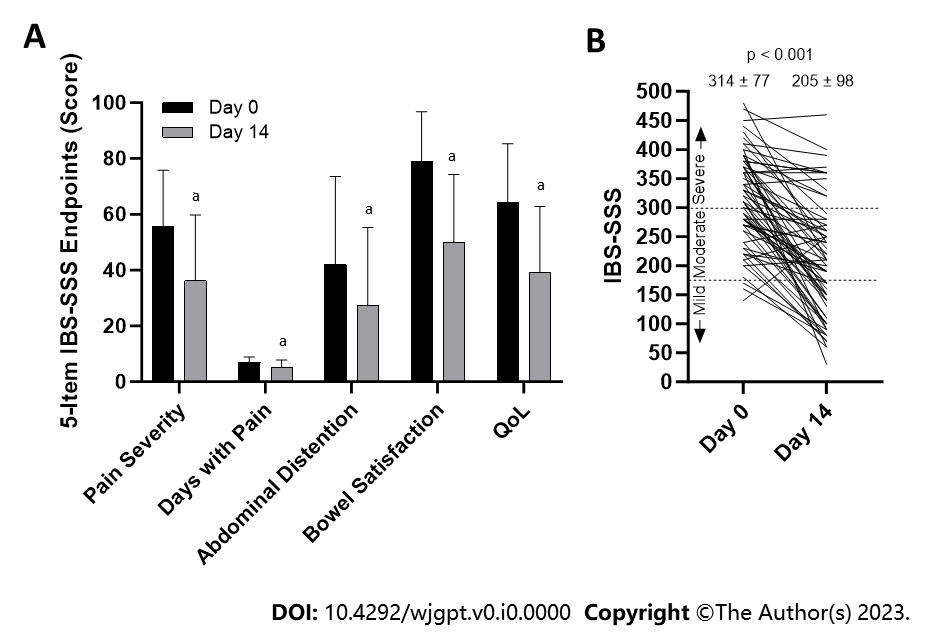 A
5-Item IBS-SSS Endpoints (Score)
100
80
60
40
20
0
Day 0
Day 14
a
a
a
a
a
Pain Severity
Days with Pain
Abdominal Distention
Bowel Satisfaction
QoL
B
p < 0.001
314 ± 77 205 ± 98
IBS-SSS
500
450
400
350
300
250
200
150
100
50
0
Mild Moderate Severe
Day 0
Day 14
DOI: 10.4292/wjgpt.v0.i0.0000 Copyright ©The Author(s) 2023.